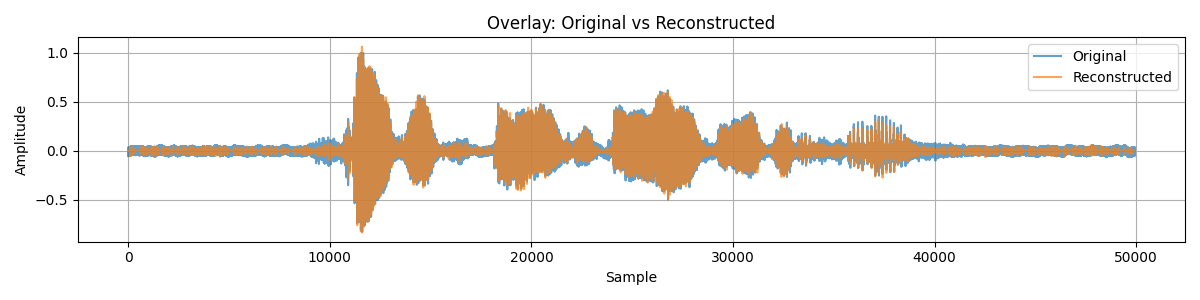 Overlay: Original vs Reconstructed
Original
Reconstructed
Amplitude
1.0
0.5
0.0
−0.5
0
10000
20000
30000
40000
50000
Sample